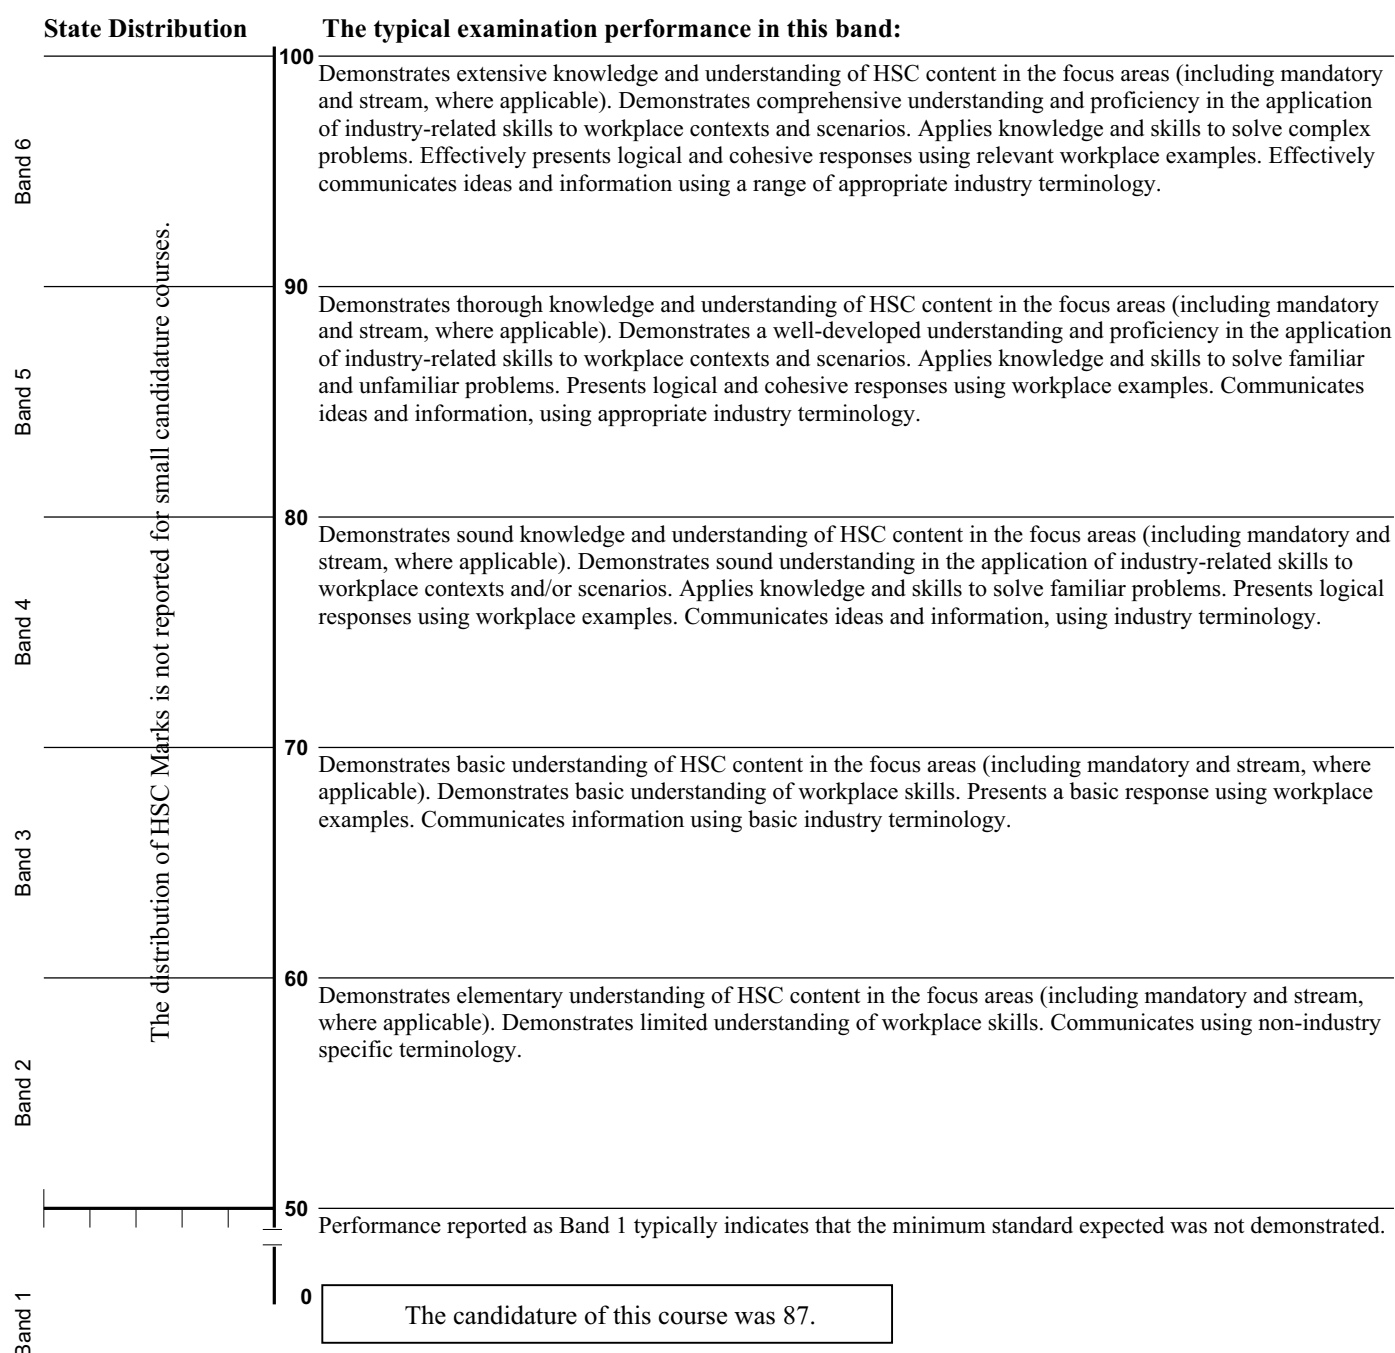 State Distribution
The typical examination performance in this band:
100
Demonstrates extensive knowledge and understanding of HSC content in the focus areas (including mandatory
and stream, where applicable). Demonstrates comprehensive understanding and proficiency in the application
of industry-related skills to workplace contexts and scenarios. Applies knowledge and skills to solve complex
problems. Effectively presents logical and cohesive responses using relevant workplace examples. Effectively
communicates ideas and information using a range of appropriate industry terminology.
Band 6
The distribution of HSC Marks is not reported for small candidature courses.
90
Demonstrates thorough knowledge and understanding of HSC content in the focus areas (including mandatory
and stream, where applicable). Demonstrates a well-developed understanding and proficiency in the application
of industry-related skills to workplace contexts and scenarios. Applies knowledge and skills to solve familiar
and unfamiliar problems. Presents logical and cohesive responses using workplace examples. Communicates
ideas and information, using appropriate industry terminology.
Band 5
80
Demonstrates sound knowledge and understanding of HSC content in the focus areas (including mandatory and
stream, where applicable). Demonstrates sound understanding in the application of industry-related skills to
workplace contexts and/or scenarios. Applies knowledge and skills to solve familiar problems. Presents logical
responses using workplace examples. Communicates ideas and information, using industry terminology.
Band 4
70
Demonstrates basic understanding of HSC content in the focus areas (including mandatory and stream, where
applicable). Demonstrates basic understanding of workplace skills. Presents a basic response using workplace
examples. Communicates information using basic industry terminology.
Band 3
60
Demonstrates elementary understanding of HSC content in the focus areas (including mandatory and stream,
where applicable). Demonstrates limited understanding of workplace skills. Communicates using non-industry
specific terminology.
Band 2
50
Performance reported as Band 1 typically indicates that the minimum standard expected was not demonstrated.
0
Band 1
The candidature of this course was 87.